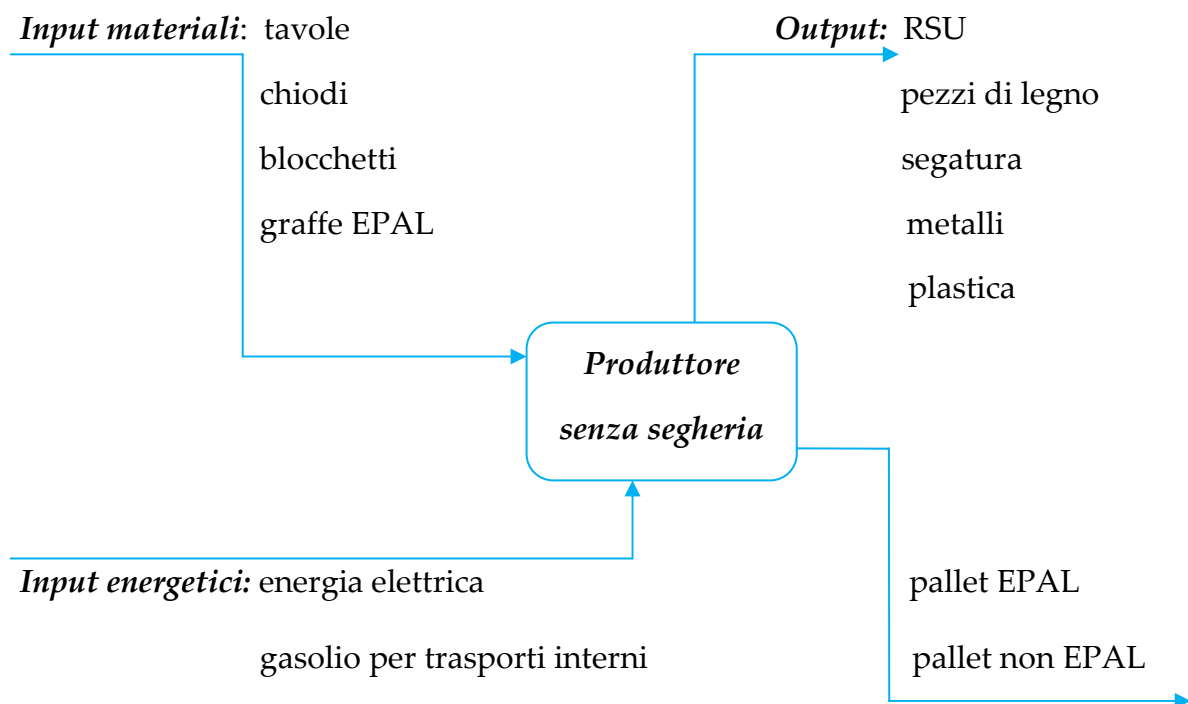 Input materiali: tavole
chiodi
blocchetti
graffe EPAL
Output: RSU
pezzi di legno
segatura
metalli
plastica
Produttore
senza segheria
Input energetici: energia elettrica
gasolio per trasporti interni
pallet EPAL
pallet non EPAL